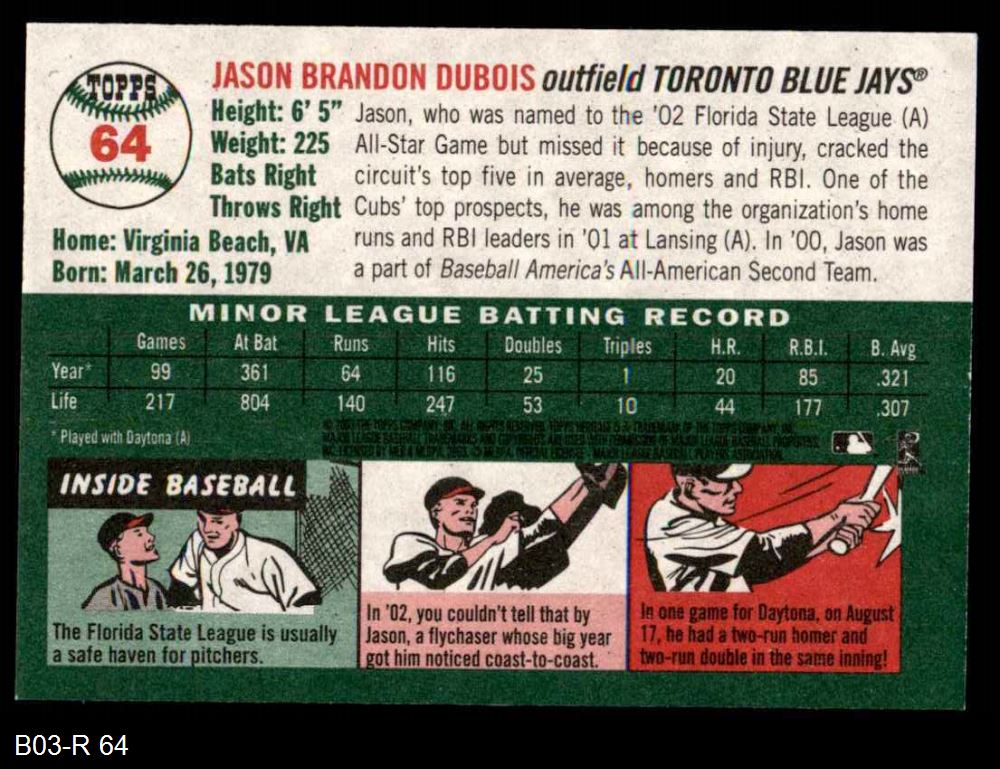 TOPPS
64
JASON BRANDON DUBOIS outfield TORONTO BLUE JAYS®
Height: 6' 5"
Weight: 225
Bats Right
Throws Right
Home: Virginia Beach, VA
Born: March 26, 1979
Jason, who was named to the '02 Florida State League (A)
All-Star Game but missed it because of injury, cracked the
circuit's top five in average, homers and RBI. One of the
Cubs' top prospects, he was among the organization's home
runs and RBI leaders in '01 at Lansing (A). In '00, Jason was
a part of Baseball America's All-American Second Team.
MINOR LEAGUE BATTING RECORD
Games At Bat Runs Hits Doubles Triples H.R. R.B.I. B. Avg
Year* 99 361 64 116 25 1 20 85 .321
Life 217 804 140 247 53 10 44 177 .307
* Played with Daytona (A)
INSIDE BASEBALL
The Florida State League is usually
a safe haven for pitchers.
In '02, you couldn't tell that by
Jason, a flychaser whose big year
got him noticed coast-to-coast.
In one game for Daytona, on August
17, he had a two-run homer and
two-run double in the same inning!
B03-R 64